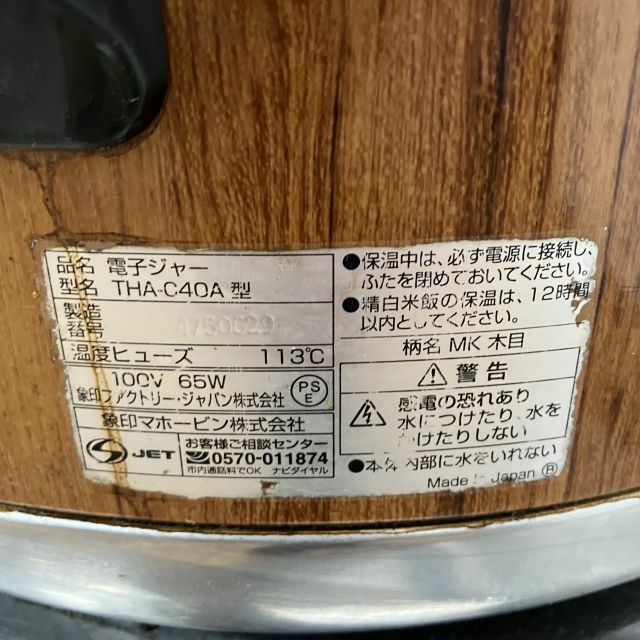 品名 電子ジャー
型名 THA-C40A 型
製造番号 4750629
温度ヒューズ 113℃
100V 65W
象印ファクトリー・ジャパン株式会社
PSE
象印マホービン株式会社
JET
お客様ご相談センター
0570-011874
市内通話料でOK ナビダイヤル
●保温中は、必ず電源に接続し、
ふたを閉めておいてください。
●精白米飯の保温は、12時間
以内としてください。
柄名 MK 木目
警告
感電の恐れあり
水につけたり、水を
かけたりしない
●本体内部に水をいれない
Made in Japan Ⓑ